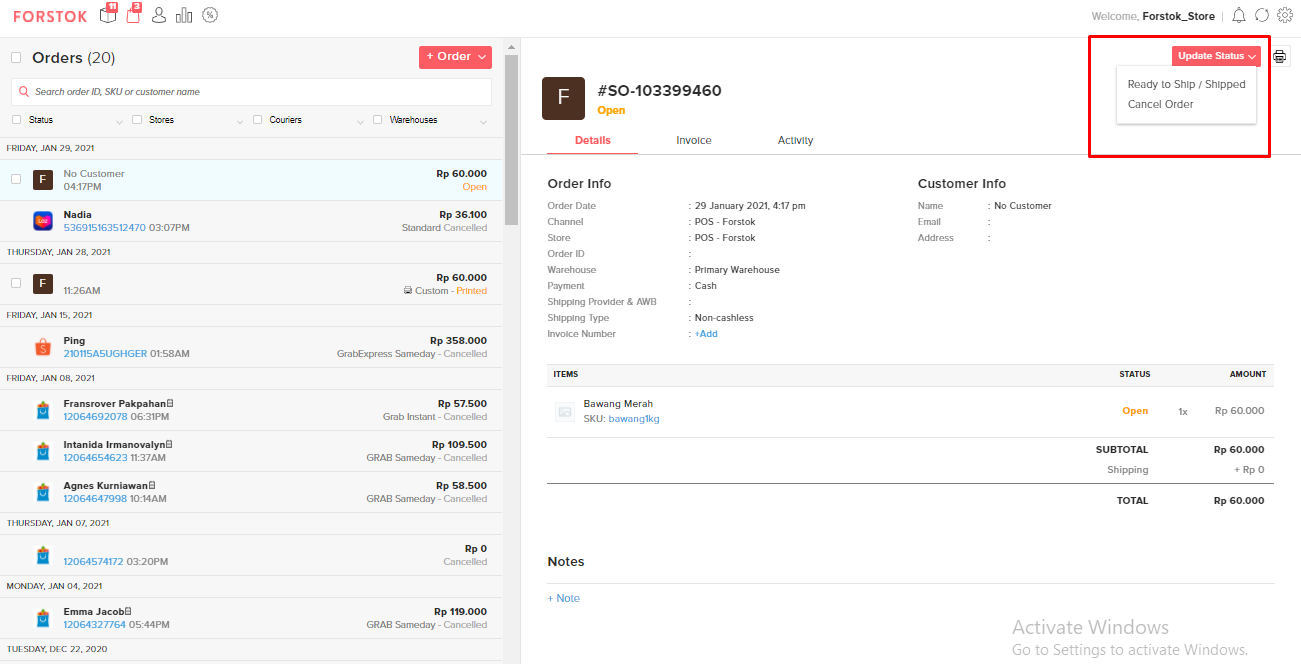 FORSTOK
11
3
Welcome, Forstok_Store
Orders (20)
+ Order
Search order ID, SKU or customer name
Status
Stores
Couriers
Warehouses
FRIDAY, JAN 29, 2021
F
No Customer
04:17PM
Rp 60.000
Open
Nadia
536915163512470 03:07PM
Rp 36.100
Standard Cancelled
THURSDAY, JAN 28, 2021
F
11:26AM
Rp 60.000
Custom - Printed
FRIDAY, JAN 15, 2021
Ping
210115A5UGHGER 01:58AM
Rp 358.000
GrabExpress Sameday - Cancelled
FRIDAY, JAN 08, 2021
Fransrover Pakpahan
12064692078 06:31PM
Rp 57.500
Grab Instant - Cancelled
Intanida Irmanovalyn
12064654623 11:37AM
Rp 109.500
GRAB Sameday - Cancelled
Agnes Kurniawan
12064647998 10:14AM
Rp 58.500
GRAB Sameday - Cancelled
THURSDAY, JAN 07, 2021
12064574172 03:20PM
Rp 0
Cancelled
MONDAY, JAN 04, 2021
Emma Jacob
12064327764 05:44PM
Rp 119.000
GRAB Sameday - Cancelled
TUESDAY, DEC 22, 2020
F
#SO-103399460
Open
Update Status
Ready to Ship / Shipped
Cancel Order
Details
Invoice
Activity
Order Info
Order Date : 29 January 2021, 4:17 pm
Channel : POS - Forstok
Store : POS - Forstok
Order ID :
Warehouse : Primary Warehouse
Payment : Cash
Shipping Provider & AWB :
Shipping Type : Non-cashless
Invoice Number : +Add
Customer Info
Name : No Customer
Email :
Address :
ITEMS STATUS AMOUNT
Bawang Merah
SKU: bawang1kg
Open 1x Rp 60.000
SUBTOTAL Rp 60.000
Shipping + Rp 0
TOTAL Rp 60.000
Notes
+ Note
Activate Windows
Go to Settings to activate Windows.